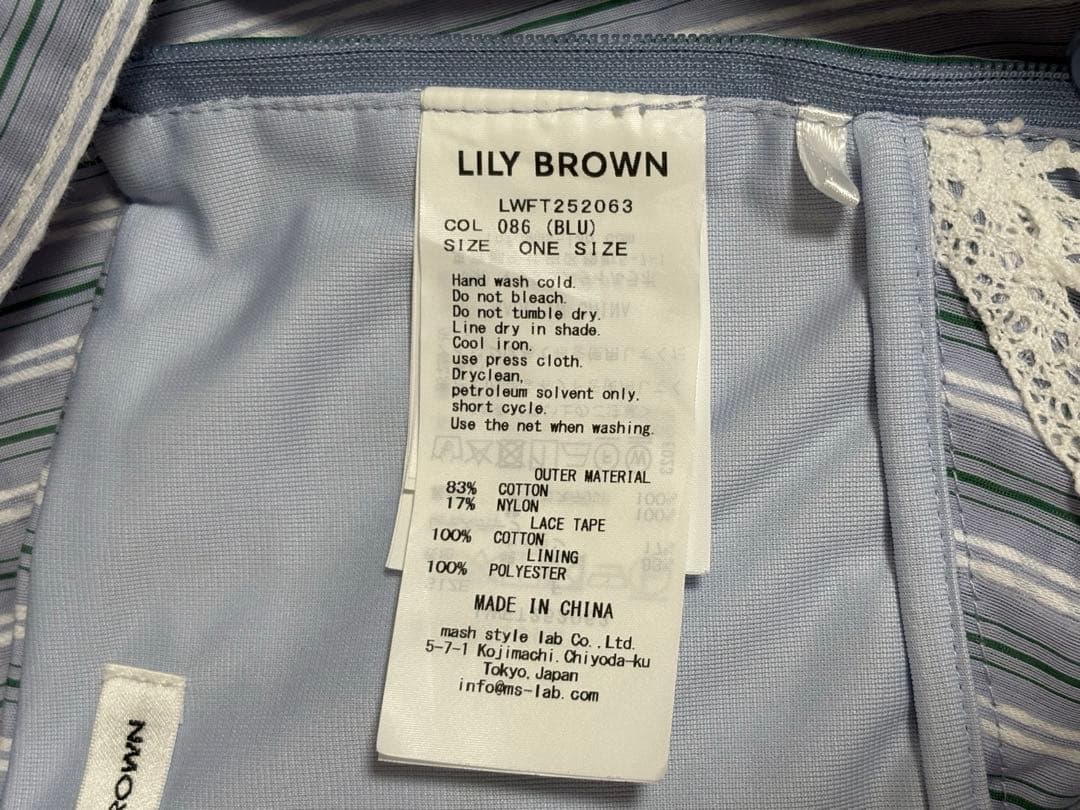 LILY BROWN
LWFT252063
COL 086 (BLU)
SIZE ONE SIZE
Hand wash cold.
Do not bleach.
Do not tumble dry.
Line dry in shade.
Cool iron.
use press cloth.
Dryclean,
petroleum solvent only.
short cycle.
Use the net when washing.
OUTER MATERIAL
83% COTTON
17% NYLON
LACE TAPE
100% COTTON
LINING
100% POLYESTER
MADE IN CHINA
mash style lab Co.,Ltd.
5-7-1 Kojimachi.Chiyoda-ku
Tokyo,Japan
info@ms-lab.com
ROWN